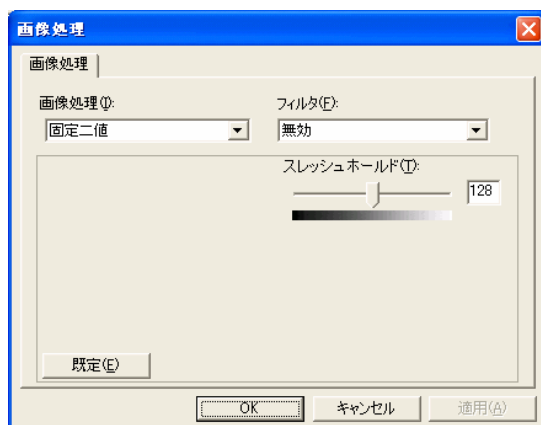 画像処理
画像処理
画像処理(I):
フィルタ(F):
固定二値
無効
スレッシュホールド(T):
128
既定(E)
OK
キャンセル
適用(A)